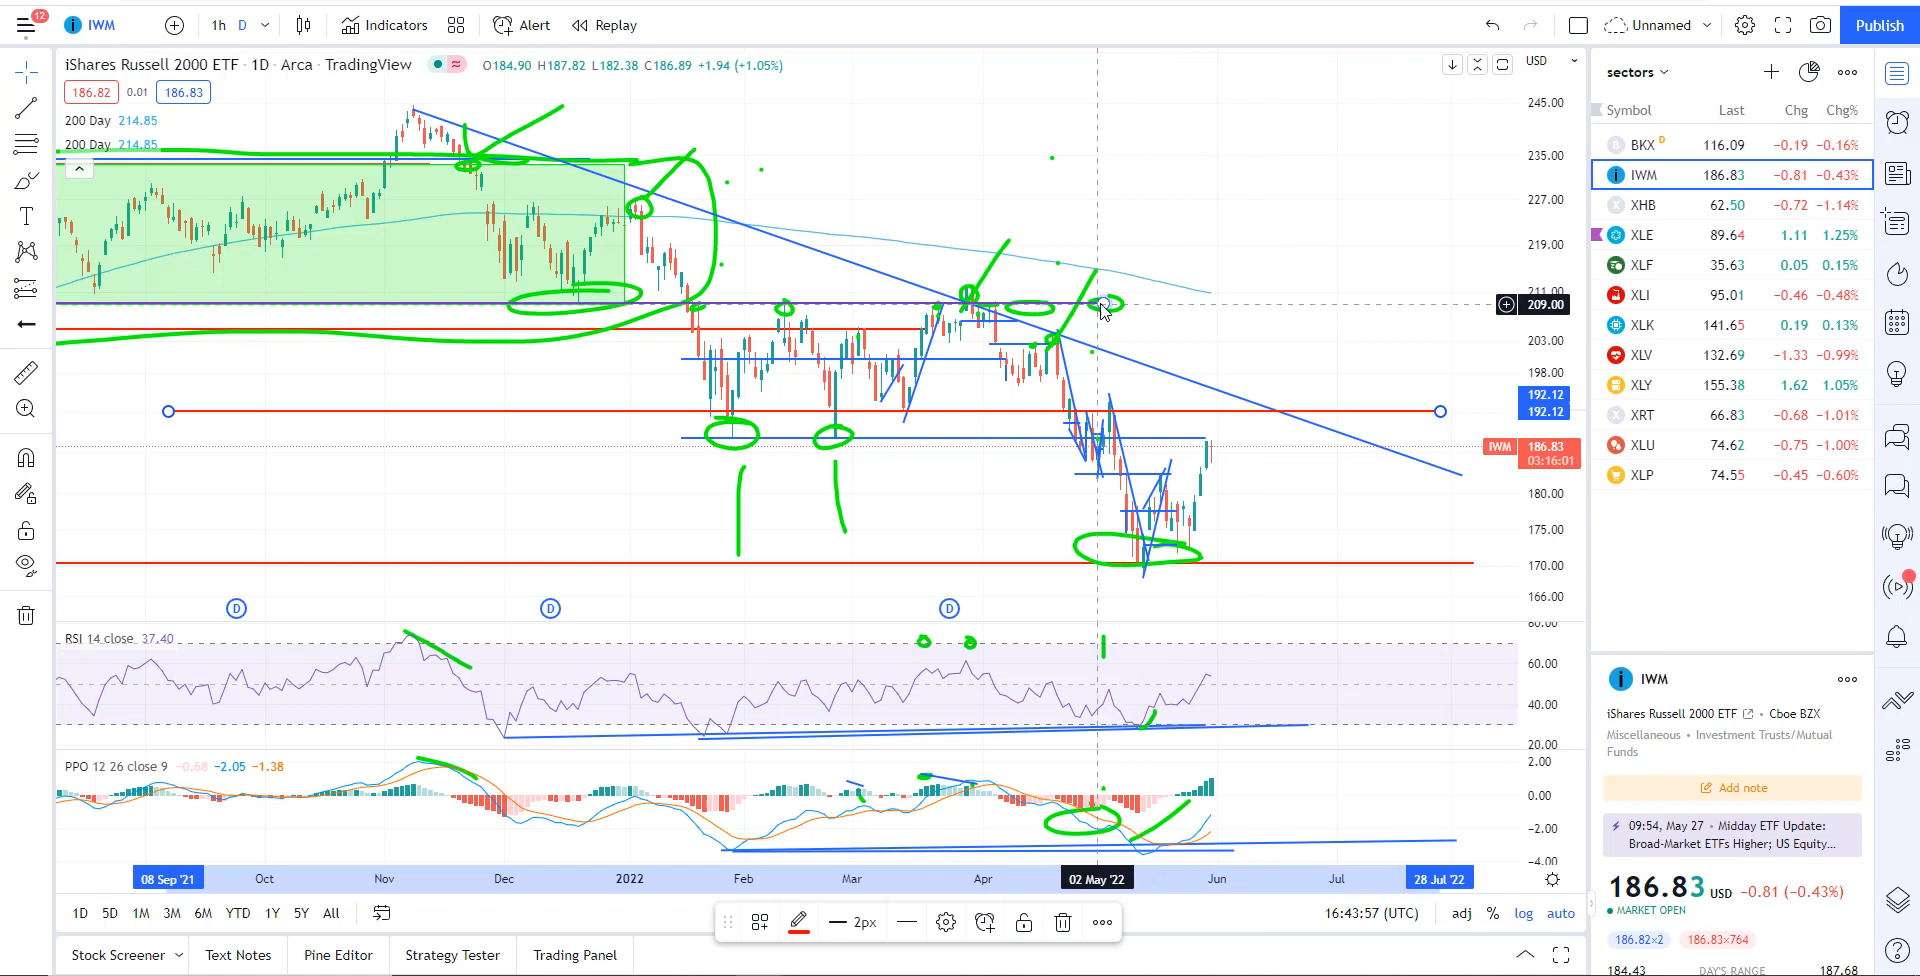 12
IWM
1h D
Indicators
Alert
Replay
Unnamed
Publish
iShares Russell 2000 ETF · 1D · Arca · TradingView
O184.90 H187.82 L182.38 C186.89 +1.94 (+1.05%)
USD
186.82 0.01 186.83
200 Day 214.85
200 Day 214.85
245.00
235.00
227.00
219.00
211.00
209.00
203.00
198.00
192.12
192.12
IWM 186.83
03:16:01
180.00
175.00
170.00
166.00
D D D
RSI 14 close 37.40
80.00
60.00
40.00
20.00
PPO 12 26 close 9 −0.68 −2.05 −1.38
2.00
0.00
−2.00
−4.00
08 Sep '21 Oct Nov Dec 2022 Feb Mar Apr 02 May '22 Jun Jul 28 Jul '22
1D 5D 1M 3M 6M YTD 1Y 5Y All
2px
16:43:57 (UTC) adj % log auto
Stock Screener Text Notes Pine Editor Strategy Tester Trading Panel
sectors
Symbol Last Chg Chg%
BKX D 116.09 −0.19 −0.16%
IWM 186.83 −0.81 −0.43%
XHB 62.50 −0.72 −1.14%
XLE 89.64 1.11 1.25%
XLF 35.63 0.05 0.15%
XLI 95.01 −0.46 −0.48%
XLK 141.65 0.19 0.13%
XLV 132.69 −1.33 −0.99%
XLY 155.38 1.62 1.05%
XRT 66.83 −0.68 −1.01%
XLU 74.62 −0.75 −1.00%
XLP 74.55 −0.45 −0.60%
IWM
iShares Russell 2000 ETF • Cboe BZX
Miscellaneous • Investment Trusts/Mutual
Funds
Add note
09:54, May 27 • Midday ETF Update:
Broad-Market ETFs Higher; US Equity...
186.83 USD −0.81 (−0.43%)
MARKET OPEN
186.82×2 186.83×764
184.43 DAY'S RANGE 187.68